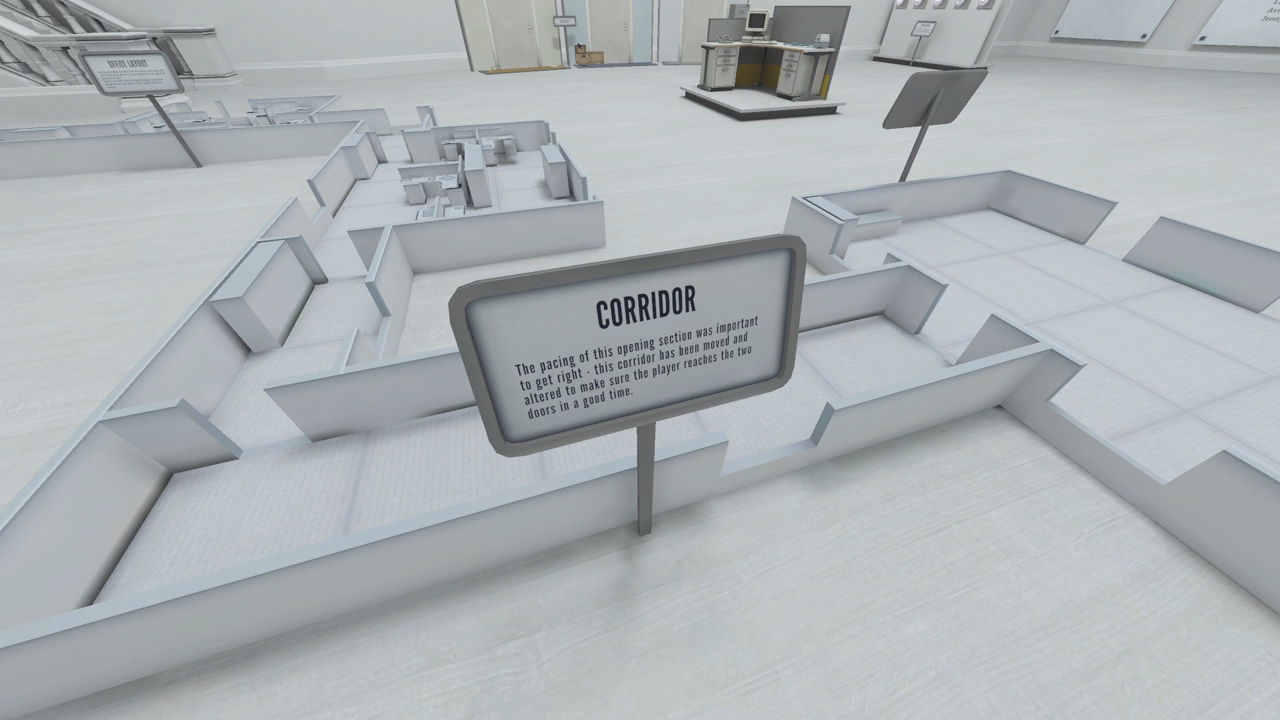 OFFICE LAYOUT
CORRIDOR
The pacing of this opening section was important
to get right - this corridor has been moved and
altered to make sure the player reaches the two
doors in a good time.